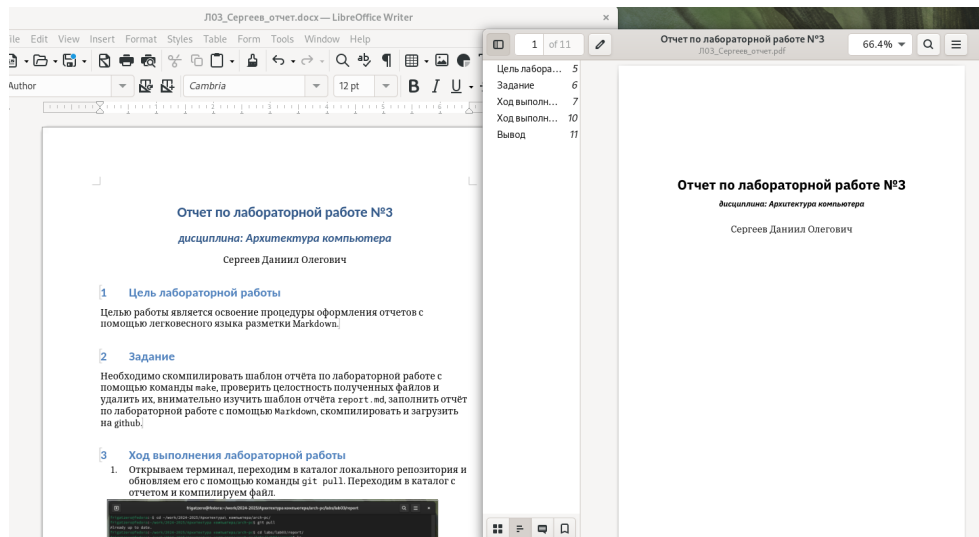 Л03_Сергеев_отчет.docx — LibreOffice Writer
Edit View Insert Format Styles Table Form Tools Window Help
Cambria
12 pt
B I U
Отчет по лабораторной работе №3
дисциплина: Архитектура компьютера
Сергеев Даниил Олегович
1 Цель лабораторной работы
Целью работы является освоение процедуры оформления отчетов с
помощью легковесного языка разметки Markdown.
2 Задание
Необходимо скомпилировать шаблон отчёта по лабораторной работе с
помощью команды make, проверить целостность полученных файлов и
удалить их, внимательно изучить шаблон отчёта report.md, заполнить отчёт
по лабораторной работе с помощью Markdown, скомпилировать и загрузить
на github.
3 Ход выполнения лабораторной работы
1. Открываем терминал, переходим в каталог локального репозитория и
обновляем его с помощью команды git pull. Переходим в каталог с
отчетом и компилируем файл.
1 of 11
Отчет по лабораторной работе №3
Л03_Сергеев_отчет.pdf
66.4%
Цель лабора... 5
Задание 6
Ход выполн... 7
Ход выполн... 10
Вывод 11
Отчет по лабораторной работе №3
дисциплина: Архитектура компьютера
Сергеев Даниил Олегович